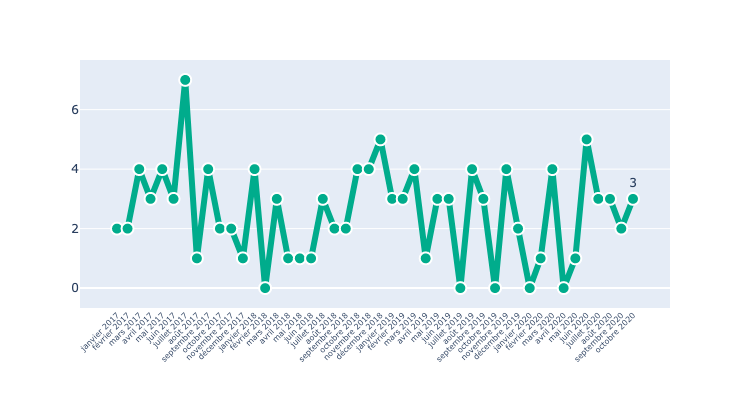 6
4
2
0
3
janvier 2017
février 2017
mars 2017
avril 2017
mai 2017
juin 2017
juillet 2017
août 2017
septembre 2017
octobre 2017
novembre 2017
décembre 2017
janvier 2018
février 2018
mars 2018
avril 2018
mai 2018
juin 2018
juillet 2018
août 2018
septembre 2018
octobre 2018
novembre 2018
décembre 2018
janvier 2019
février 2019
mars 2019
avril 2019
mai 2019
juin 2019
juillet 2019
août 2019
septembre 2019
octobre 2019
novembre 2019
décembre 2019
janvier 2020
février 2020
mars 2020
avril 2020
mai 2020
juin 2020
juillet 2020
août 2020
septembre 2020
octobre 2020